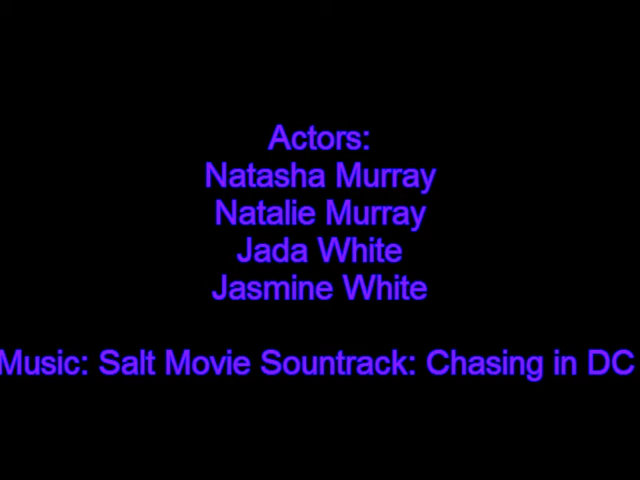 Actors:
Natasha Murray
Natalie Murray
Jada White
Jasmine White
Music: Salt Movie Sountrack: Chasing in DC